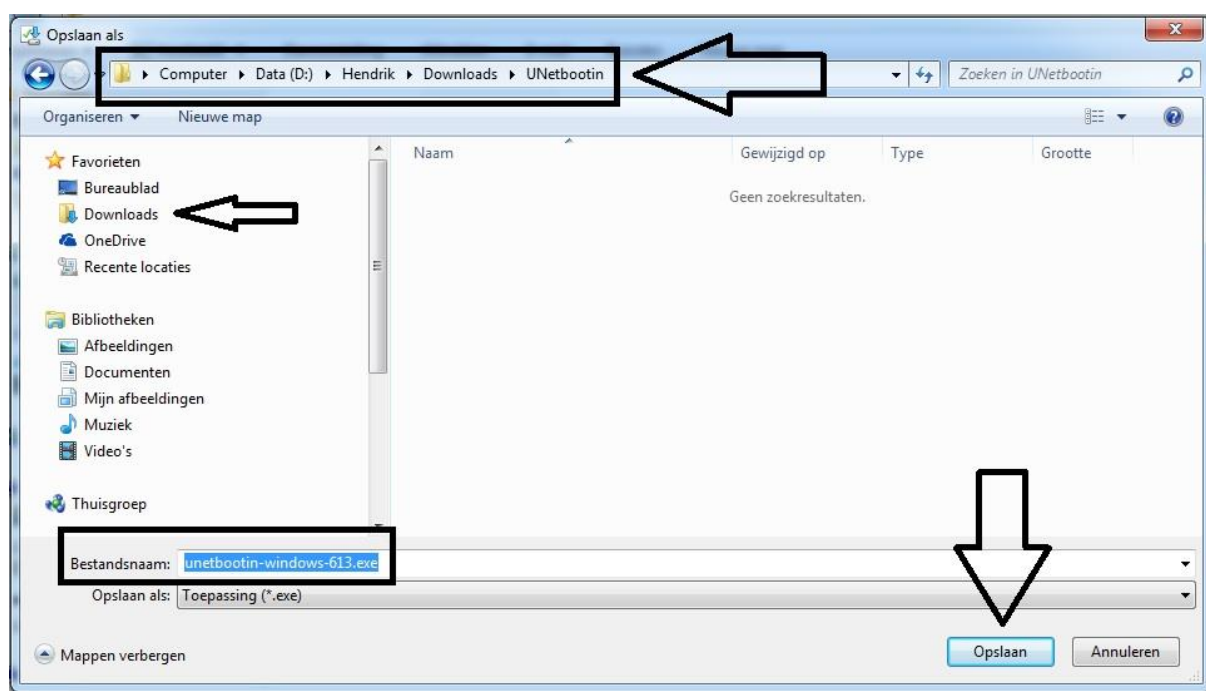 Opslaan als
Computer Data (D:) Hendrik Downloads UNetbootin
Zoeken in UNetbootin
Organiseren Nieuwe map
Naam Gewijzigd op Type Grootte
Geen zoekresultaten.
Favorieten
Bureaublad
Downloads
OneDrive
Recente locaties
Bibliotheken
Afbeeldingen
Documenten
Mijn afbeeldingen
Muziek
Video's
Thuisgroep
Bestandsnaam: unetbootin-windows-613.exe
Opslaan als: Toepassing (*.exe)
Mappen verbergen Opslaan Annuleren